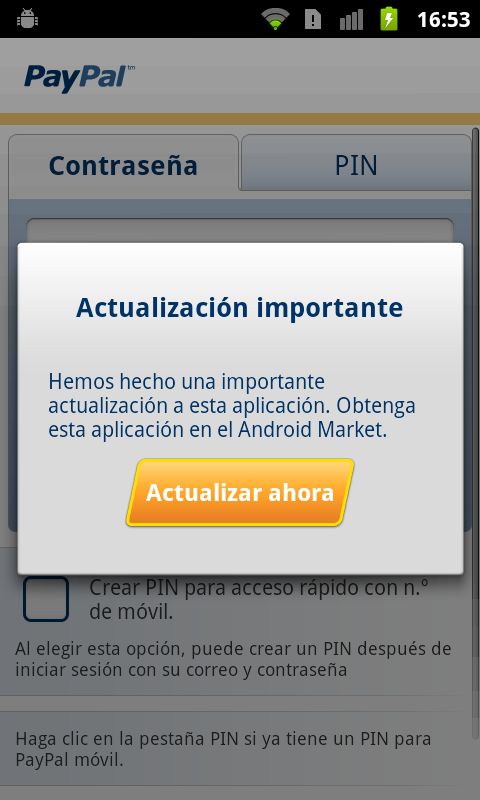 16:53
PayPal™
Contraseña
PIN
Actualización importante
Hemos hecho una importante
actualización a esta aplicación. Obtenga
esta aplicación en el Android Market.
Actualizar ahora
Crear PIN para acceso rápido con n.º
de móvil.
Al elegir esta opción, puede crear un PIN después de
iniciar sesión con su correo y contraseña
Haga clic en la pestaña PIN si ya tiene un PIN para
PayPal móvil.